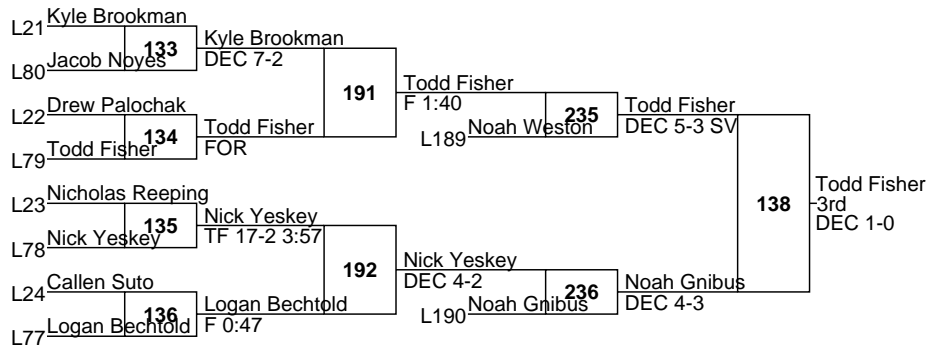 L21 Kyle Brookman
133
Kyle Brookman
DEC 7-2
L80 Jacob Noyes
191
Todd Fisher
F 1:40
L22 Drew Palochak
134
Todd Fisher
FOR
L79 Todd Fisher
235
Todd Fisher
DEC 5-3 SV
L189 Noah Weston
L23 Nicholas Reeping
135
Nick Yeskey
TF 17-2 3:57
L78 Nick Yeskey
192
Nick Yeskey
DEC 4-2
L24 Callen Suto
136
Logan Bechtold
F 0:47
L77 Logan Bechtold
236
Noah Gnibus
DEC 4-3
L190 Noah Gnibus
138
Todd Fisher
3rd
DEC 1-0